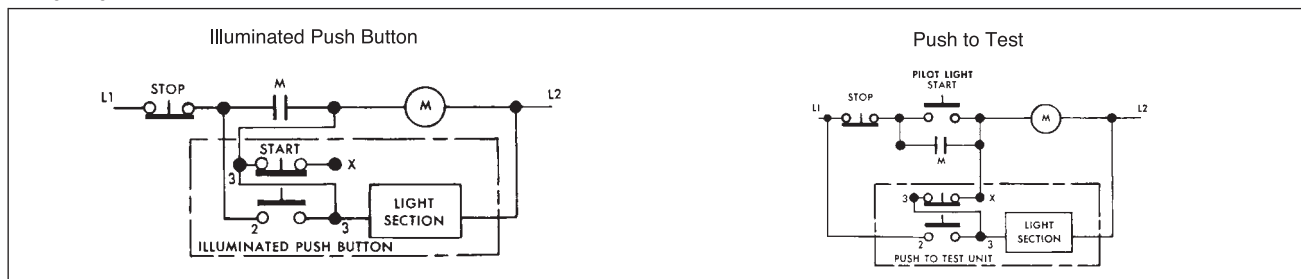 Illuminated Push Button
L1
STOP
M
M
L2
START
X
3
2
3
LIGHT
SECTION
ILLUMINATED PUSH BUTTON
Push to Test
PILOT LIGHT
START
L1
STOP
M
L2
M
3
X
2
3
LIGHT
SECTION
PUSH TO TEST UNIT